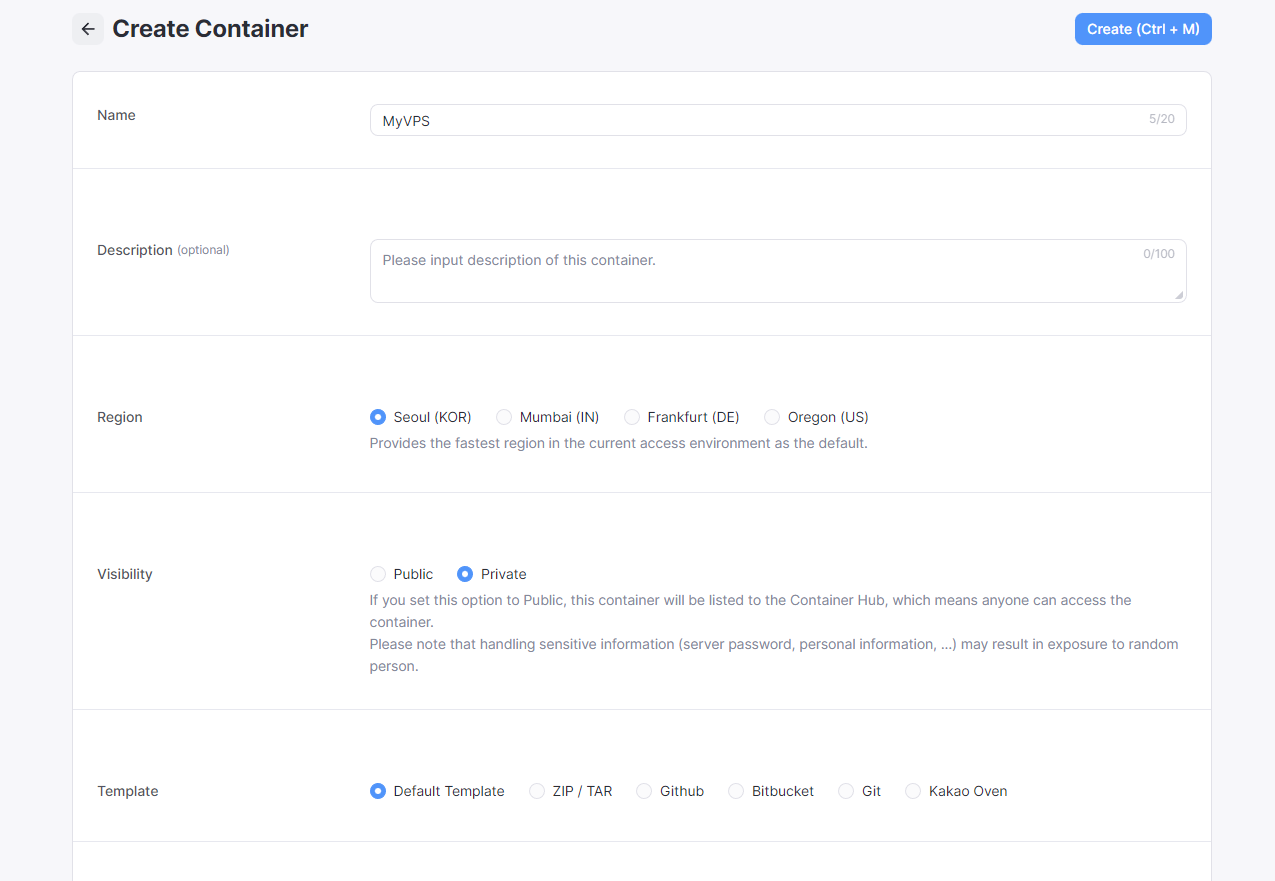 Create Container
Create (Ctrl + M)
Name
MyVPS
5/20
Description (optional)
Please input description of this container.
0/100
Region
Seoul (KOR) Mumbai (IN) Frankfurt (DE) Oregon (US)
Provides the fastest region in the current access environment as the default.
Visibility
Public Private
If you set this option to Public, this container will be listed to the Container Hub, which means anyone can access the
container.
Please note that handling sensitive information (server password, personal information, ...) may result in exposure to random
person.
Template
Default Template ZIP / TAR Github Bitbucket Git Kakao Oven